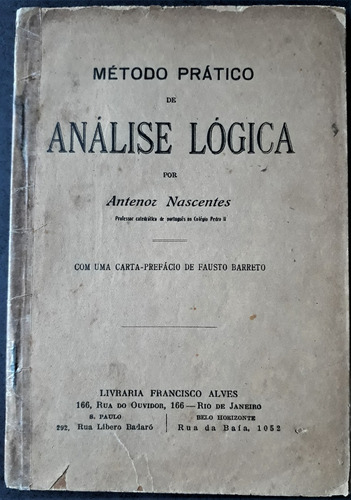 MÉTODO PRÁTICO
DE
ANÁLISE LÓGICA
POR
Antenor Nascentes
Professor catedrático de português no Colégio Pedro II
COM UMA CARTA-PREFÁCIO DE FAUSTO BARRETO
LIVRARIA FRANCISCO ALVES
166, RUA DO OUVIDOR, 166 — RIO DE JANEIRO
S. PAULO
292, Rua Libero Badaró
BELO HORIZONTE
Rua da Baía, 1052